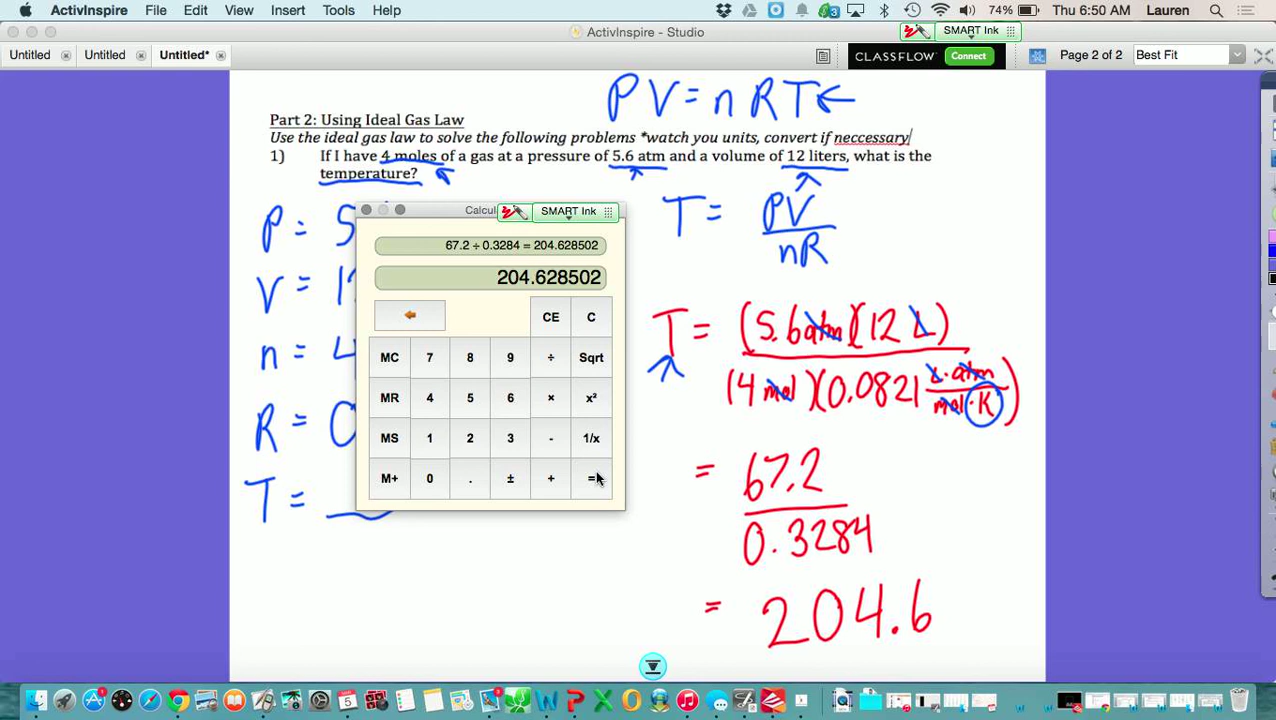 ActivInspire File Edit View Insert Tools Help 3 74% Thu 6:50 AM Lauren
ActivInspire - Studio SMART Ink
Untitled Untitled Untitled* CLASSFLOW Connect Page 2 of 2 Best Fit
PV = nRT ←
Part 2: Using Ideal Gas Law
Use the ideal gas law to solve the following problems *watch you units, convert if neccessary
1) If I have 4 moles of a gas at a pressure of 5.6 atm and a volume of 12 liters, what is the
temperature?
P = 5
V = 1
n = 4
R = 0
T =
Calcul SMART Ink
67.2 ÷ 0.3284 = 204.628502
204.628502
CE C
MC 7 8 9 ÷ Sqrt
MR 4 5 6 × x²
MS 1 2 3 - 1/x
M+ 0 . ± + =
T = PV
nR
T = (5.6 atm)(12 L)
(4 mol)(0.0821 L·atm
mol·K)
= 67.2
0.3284
= 204.6